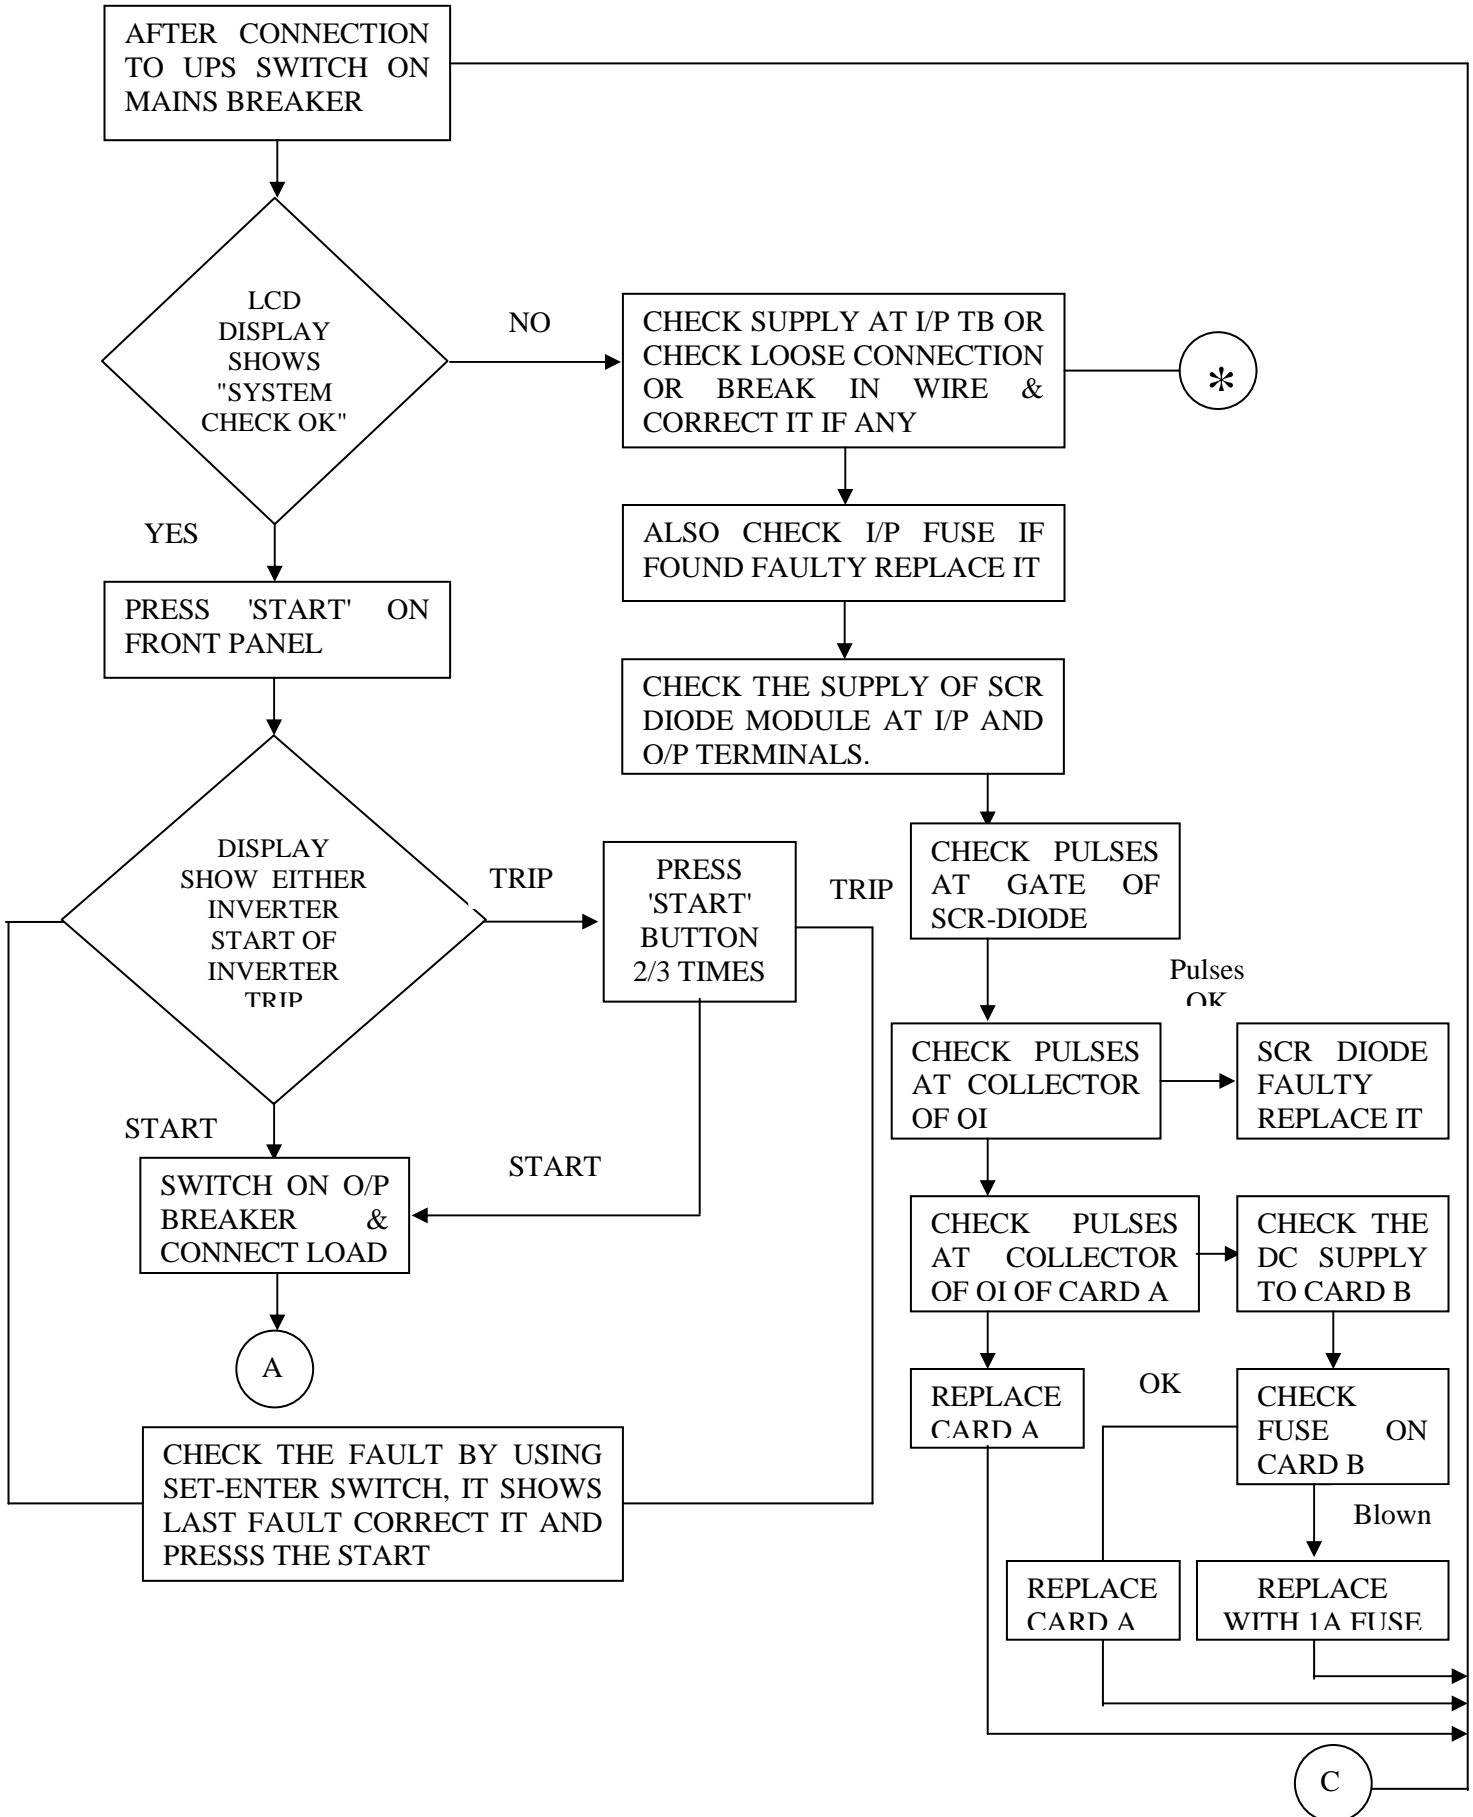 AFTER CONNECTION
TO UPS SWITCH ON
MAINS BREAKER
LCD
DISPLAY
SHOWS
"SYSTEM
CHECK OK"
NO
CHECK SUPPLY AT I/P TB OR
CHECK LOOSE CONNECTION
OR BREAK IN WIRE &
CORRECT IT IF ANY
*
YES
ALSO CHECK I/P FUSE IF
FOUND FAULTY REPLACE IT
PRESS 'START' ON
FRONT PANEL
CHECK THE SUPPLY OF SCR
DIODE MODULE AT I/P AND
O/P TERMINALS.
DISPLAY
SHOW EITHER
INVERTER
START OF
INVERTER
TRIP
TRIP
PRESS
'START'
BUTTON
2/3 TIMES
TRIP
CHECK PULSES
AT GATE OF
SCR-DIODE
Pulses
OK
CHECK PULSES
AT COLLECTOR
OF OI
SCR DIODE
FAULTY
REPLACE IT
START
START
SWITCH ON O/P
BREAKER &
CONNECT LOAD
CHECK PULSES
AT COLLECTOR
OF OI OF CARD A
CHECK THE
DC SUPPLY
TO CARD B
A
REPLACE
CARD A
OK
CHECK
FUSE ON
CARD B
CHECK THE FAULT BY USING
SET-ENTER SWITCH, IT SHOWS
LAST FAULT CORRECT IT AND
PRESSS THE START
Blown
REPLACE
CARD A
REPLACE
WITH 1A FUSE
C